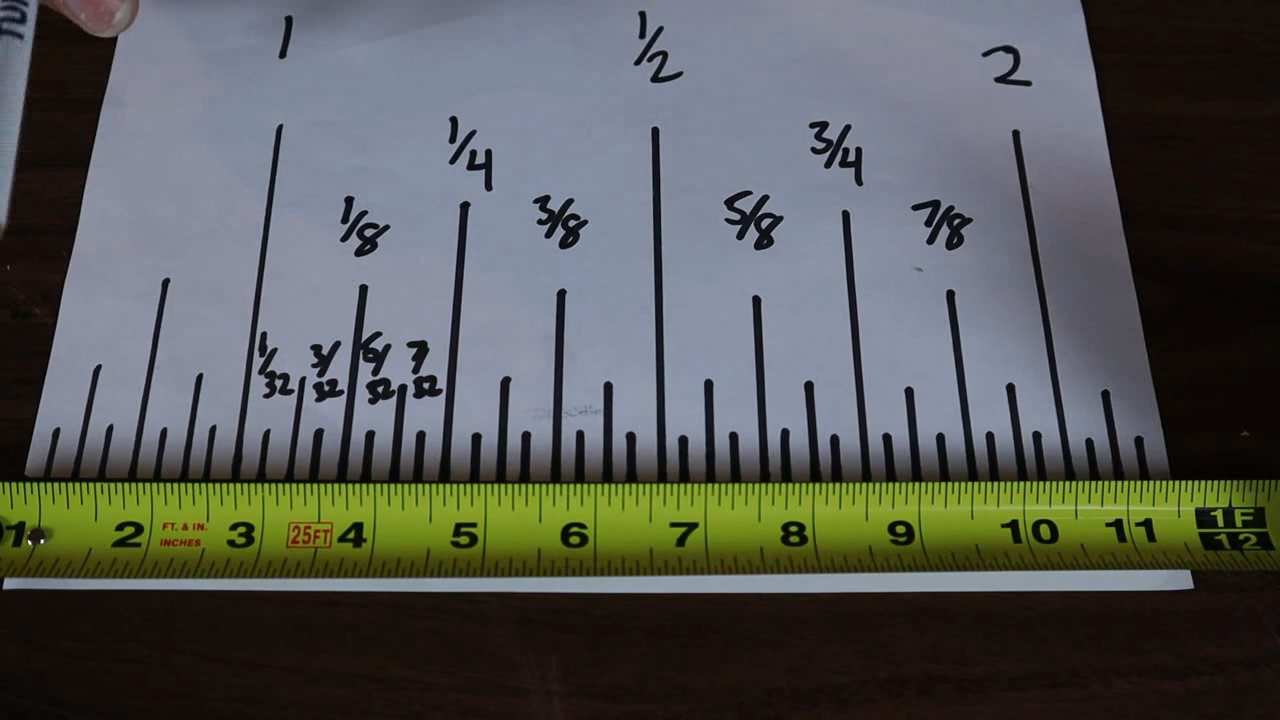 1 1/2 2
1/4 3/4
1/8 3/8 5/8 7/8
1/32 3/32 5/32 7/32
1 2 FT. & IN. INCHES 3 25FT 4 5 6 7 8 9 10 11 1F 12